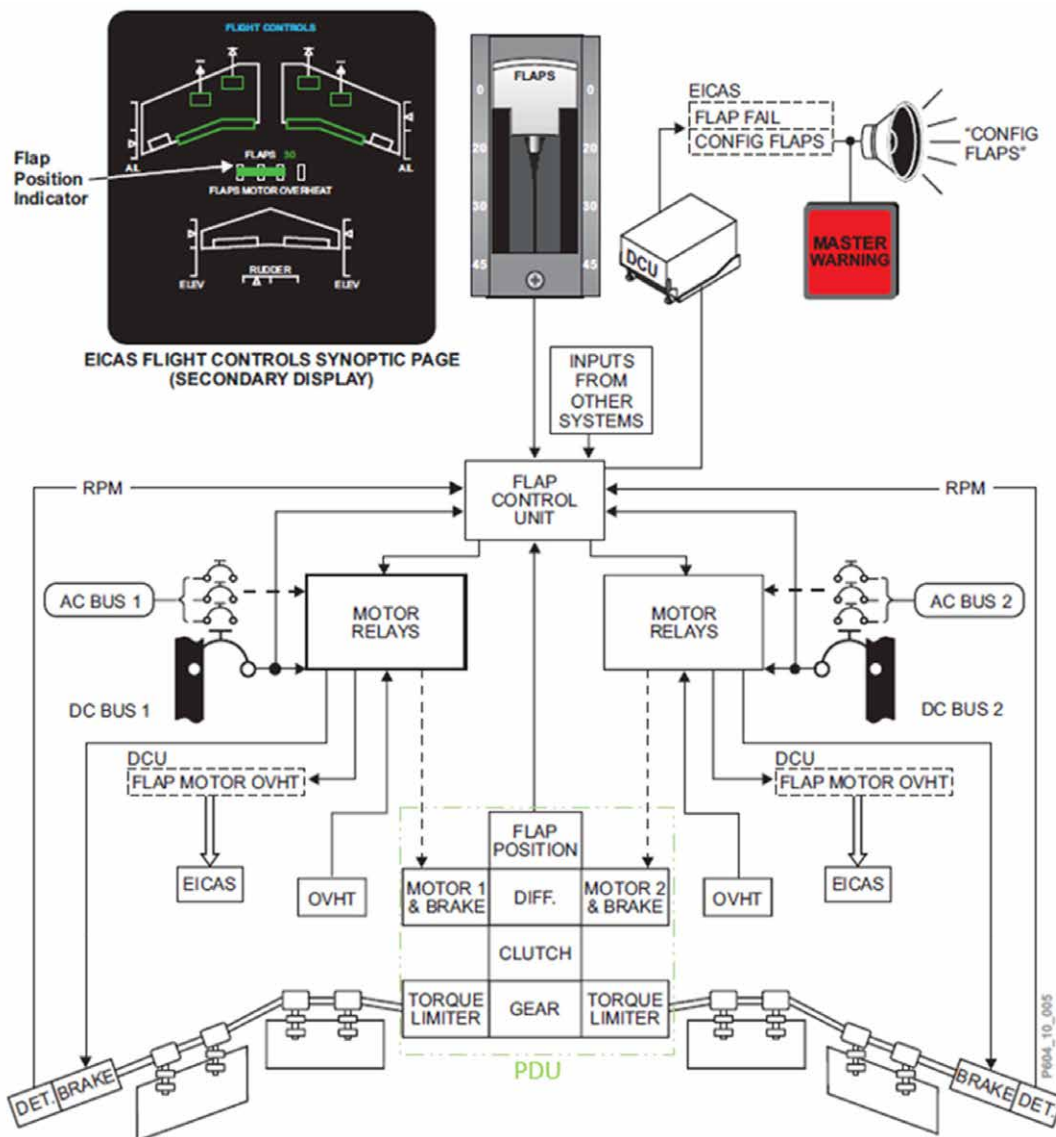 FLIGHT CONTROLS
AIL
AIL
FLAPS 30
FLAPS MOTOR OVERHEAT
RUDDER
ELEV
ELEV
Flap
Position
Indicator
EICAS FLIGHT CONTROLS SYNOPTIC PAGE
(SECONDARY DISPLAY)
FLAPS
0 0
20 20
30 30
45 45
DCU
EICAS
FLAP FAIL
CONFIG FLAPS
"CONFIG
FLAPS"
MASTER
WARNING
INPUTS
FROM
OTHER
SYSTEMS
RPM
FLAP
CONTROL
UNIT
RPM
AC BUS 1
MOTOR
RELAYS
MOTOR
RELAYS
AC BUS 2
DC BUS 1
DC BUS 2
DCU
FLAP MOTOR OVHT
DCU
FLAP MOTOR OVHT
EICAS
OVHT
FLAP
POSITION
MOTOR 1
& BRAKE
DIFF.
MOTOR 2
& BRAKE
OVHT
EICAS
CLUTCH
TORQUE
LIMITER
GEAR
TORQUE
LIMITER
PDU
DET.
BRAKE
BRAKE
DET.
P604_10_005